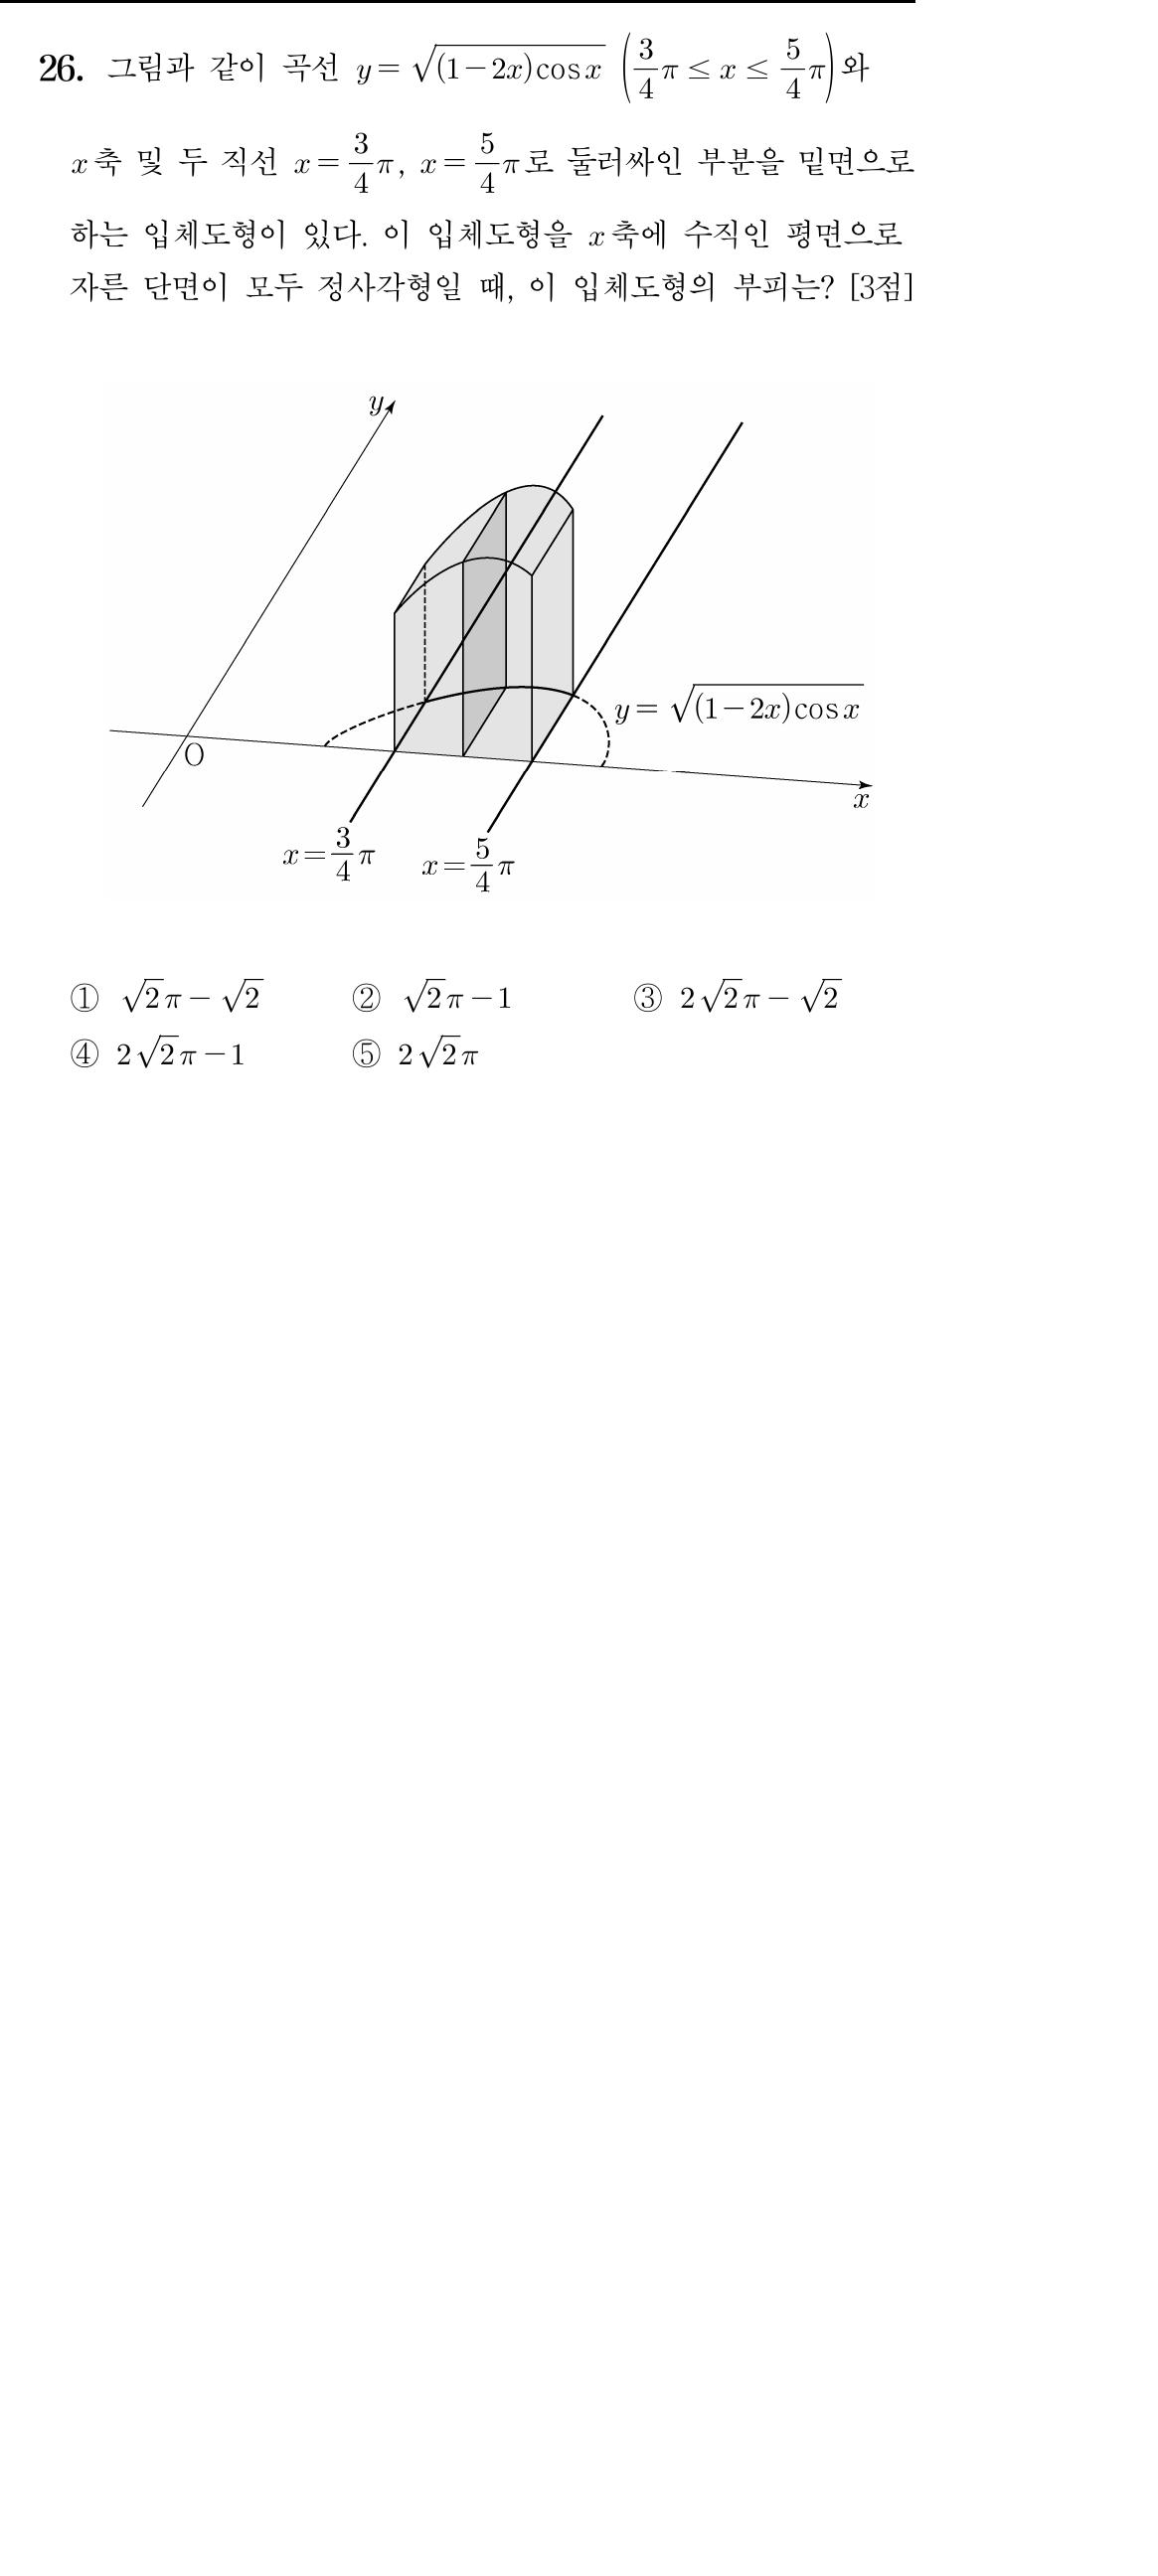 26. 그림과 같이 곡선 y = √((1−2x)cos x) (3/4 π ≤ x ≤ 5/4 π)와
x축 및 두 직선 x = 3/4 π, x = 5/4 π로 둘러싸인 부분을 밑면으로
하는 입체도형이 있다. 이 입체도형을 x축에 수직인 평면으로
자른 단면이 모두 정사각형일 때, 이 입체도형의 부피는? [3점]
y
y = √((1−2x)cos x)
O
x
x = 3/4 π x = 5/4 π
① √2π − √2 ② √2π − 1 ③ 2√2π − √2
④ 2√2π − 1 ⑤ 2√2π